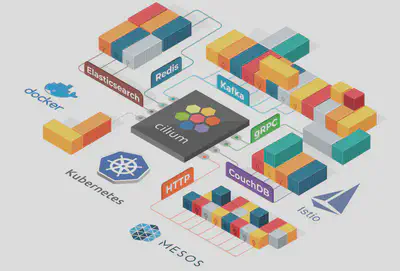 Elasticsearch
Redis
Kafka
docker
cilium
gRPC
Kubernetes
HTTP
CouchDB
Istio
MESOS